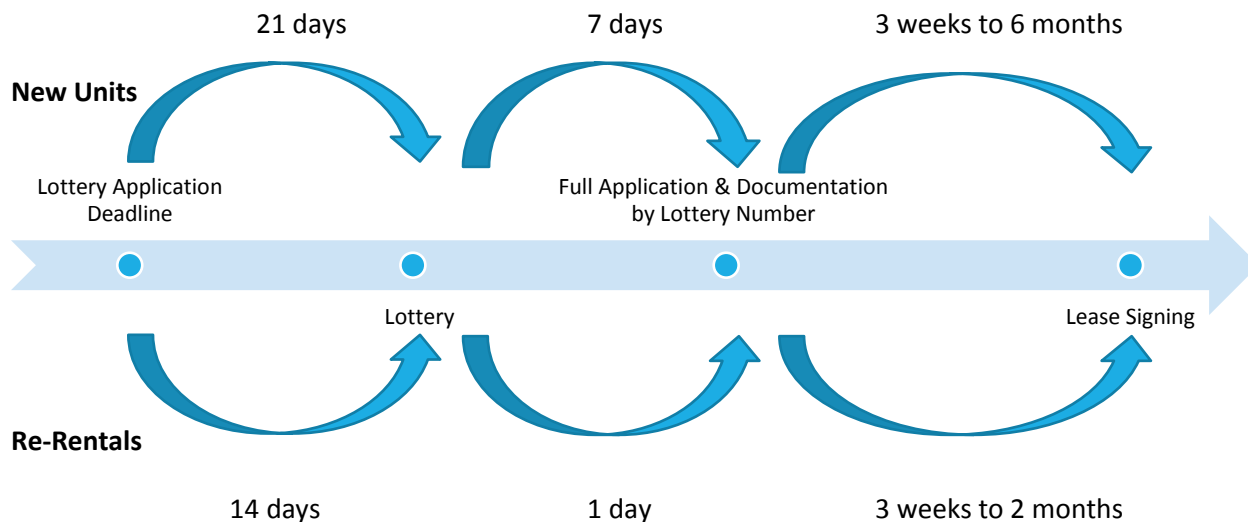 21 days
7 days
3 weeks to 6 months
New Units
Lottery Application
Deadline
Full Application & Documentation
by Lottery Number
Lottery
Lease Signing
Re-Rentals
14 days
1 day
3 weeks to 2 months